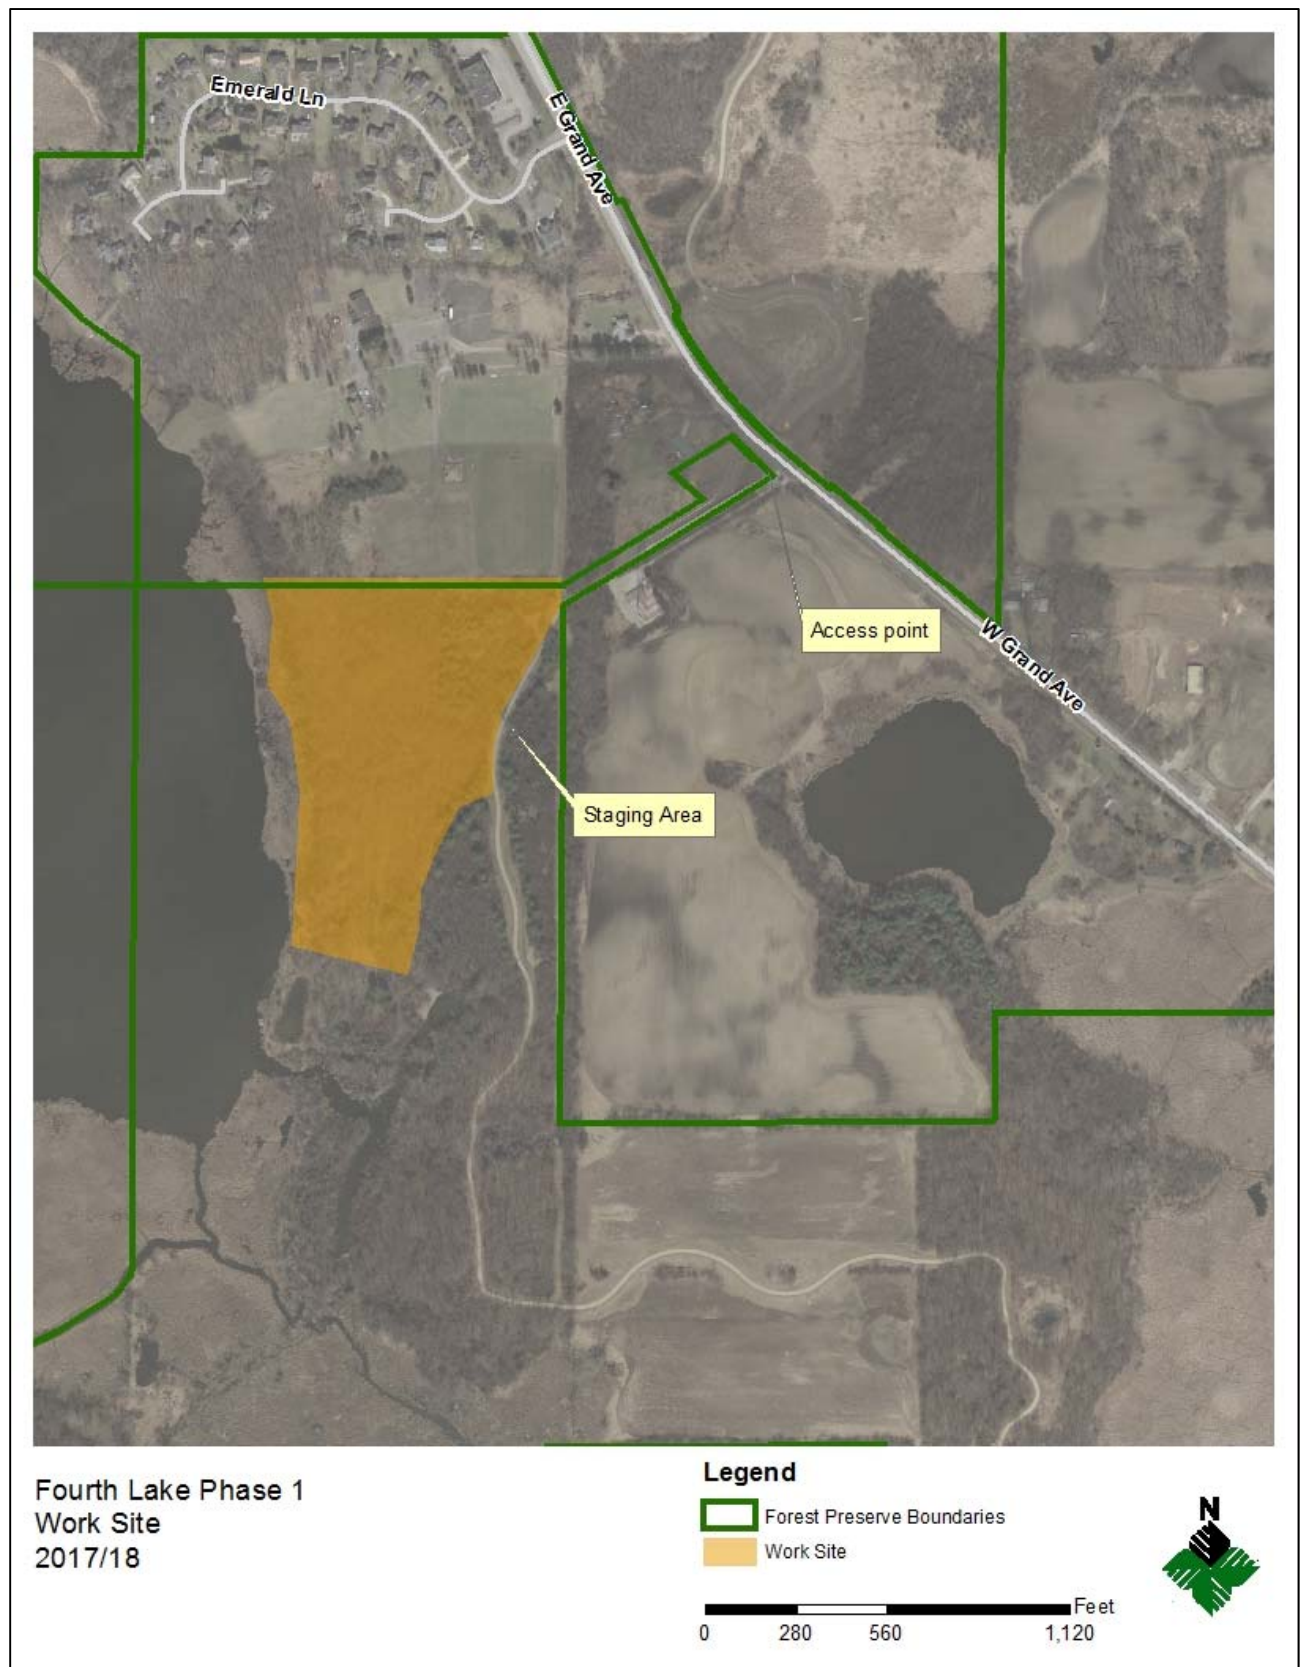 Emerald Ln
E Grand Ave
Access point
W Grand Ave
Staging Area
Fourth Lake Phase 1
Work Site
2017/18
Legend
Forest Preserve Boundaries
Work Site
Feet
0 280 560 1,120
N